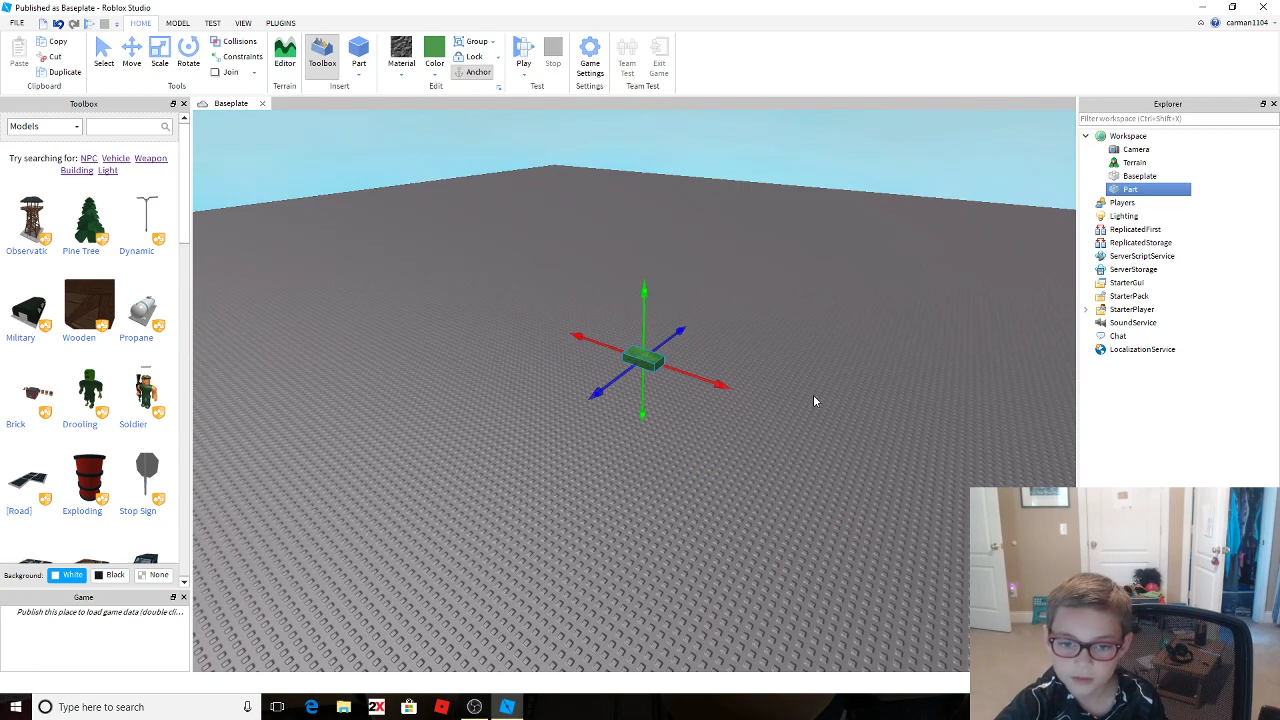 Published as Baseplate - Roblox Studio
FILE HOME MODEL TEST VIEW PLUGINS carman1104
Paste Copy Cut Duplicate
Select Move Scale Rotate
Collisions
Constraints
Join
Editor Toolbox Part
Material Color
Group
Lock
Anchor
Play Stop
Game Settings
Team Test
Exit Game
Clipboard Tools Terrain Insert Edit Test Settings Team Test
Toolbox
Models
Try searching for: NPC Vehicle Weapon
Building Light
Observatic Pine Tree Dynamic
Military Wooden Propane
Brick Drooling Soldier
[Road] Exploding Stop Sign
Background: White Black None
Game
Publish this place to load game data (double cli...
Baseplate
Explorer
Filter workspace (Ctrl+Shift+X)
Workspace
Camera
Terrain
Baseplate
Part
Players
Lighting
ReplicatedFirst
ReplicatedStorage
ServerScriptService
ServerStorage
StarterGui
StarterPack
StarterPlayer
SoundService
Chat
LocalizationService
Type here to search
2X